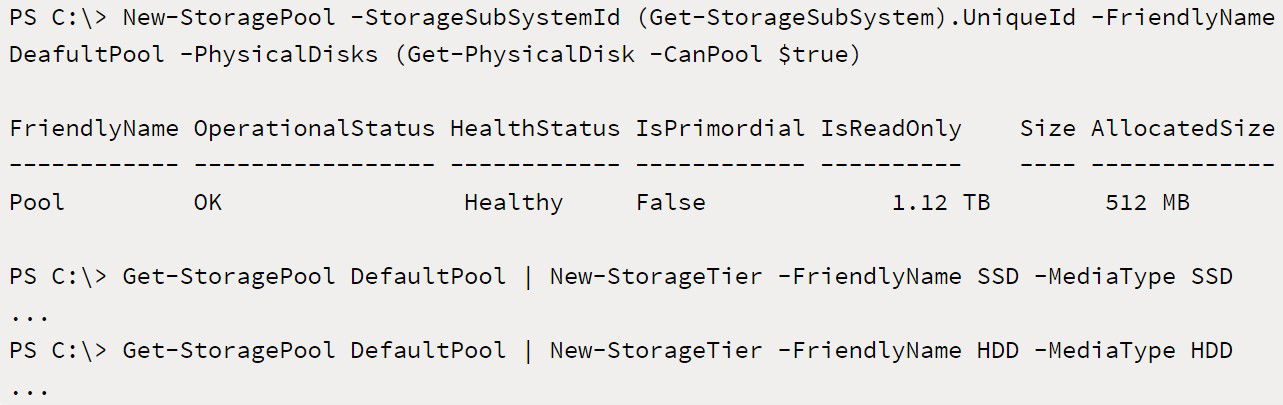 PS C:\> New-StoragePool -StorageSubSystemId (Get-StorageSubSystem).UniqueId -FriendlyName
DeafultPool -PhysicalDisks (Get-PhysicalDisk -CanPool $true)
FriendlyName OperationalStatus HealthStatus IsPrimordial IsReadOnly    Size AllocatedSize
------------ ----------------- ------------ ------------ ----------    ---- -------------
Pool         OK                 Healthy     False             1.12 TB        512 MB
PS C:\> Get-StoragePool DefaultPool | New-StorageTier -FriendlyName SSD -MediaType SSD
...
PS C:\> Get-StoragePool DefaultPool | New-StorageTier -FriendlyName HDD -MediaType HDD
...